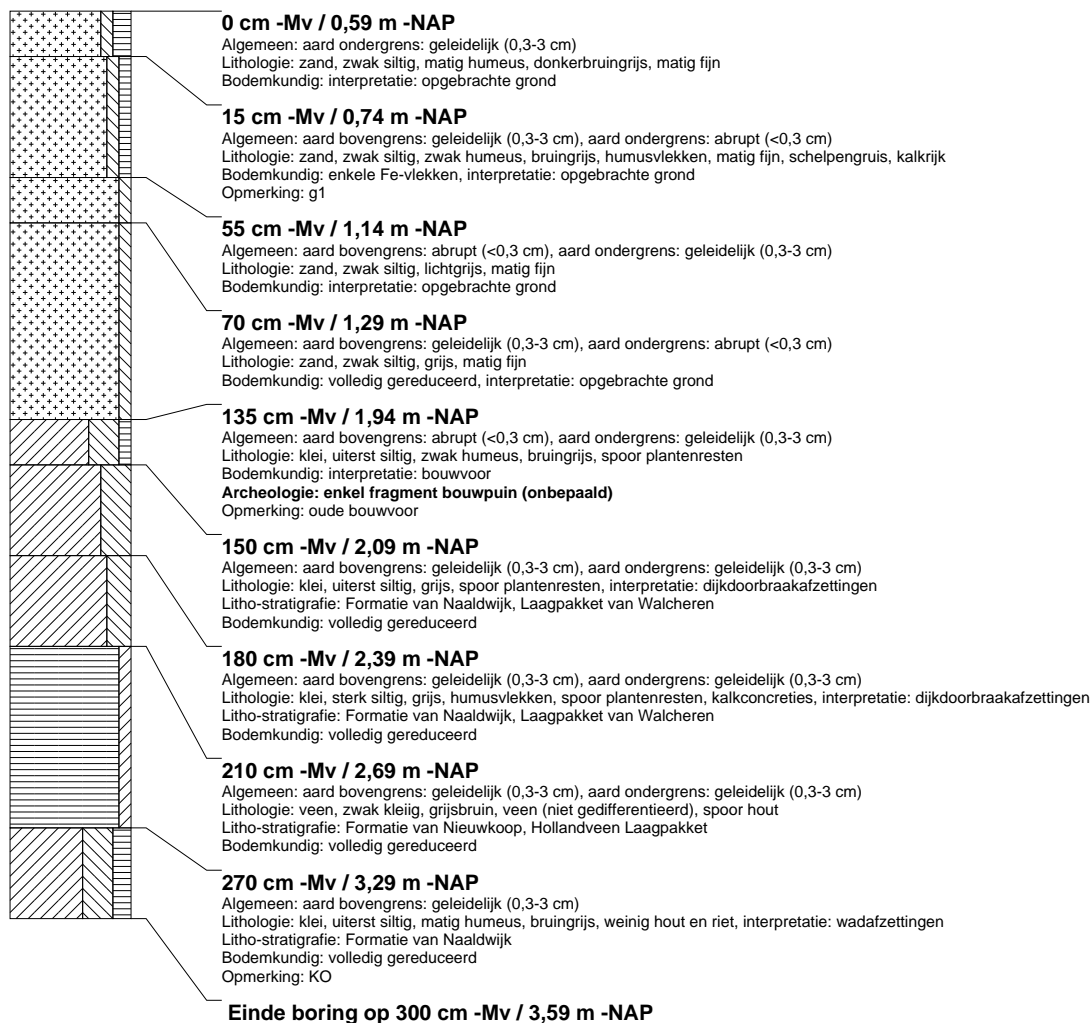 0 cm -Mv / 0,59 m -NAP
Algemeen: aard ondergrens: geleidelijk (0,3-3 cm)
Lithologie: zand, zwak siltig, matig humeus, donkerbruingrijs, matig fijn
Bodemkundig: interpretatie: opgebrachte grond
15 cm -Mv / 0,74 m -NAP
Algemeen: aard bovengrens: geleidelijk (0,3-3 cm), aard ondergrens: abrupt (<0,3 cm)
Lithologie: zand, zwak siltig, zwak humeus, bruingrijs, humusvlekken, matig fijn, schelpengruis, kalkrijk
Bodemkundig: enkele Fe-vlekken, interpretatie: opgebrachte grond
Opmerking: g1
55 cm -Mv / 1,14 m -NAP
Algemeen: aard bovengrens: abrupt (<0,3 cm), aard ondergrens: geleidelijk (0,3-3 cm)
Lithologie: zand, zwak siltig, lichtgrijs, matig fijn
Bodemkundig: interpretatie: opgebrachte grond
70 cm -Mv / 1,29 m -NAP
Algemeen: aard bovengrens: geleidelijk (0,3-3 cm), aard ondergrens: abrupt (<0,3 cm)
Lithologie: zand, zwak siltig, grijs, matig fijn
Bodemkundig: volledig gereduceerd, interpretatie: opgebrachte grond
135 cm -Mv / 1,94 m -NAP
Algemeen: aard bovengrens: abrupt (<0,3 cm), aard ondergrens: geleidelijk (0,3-3 cm)
Lithologie: klei, uiterst siltig, zwak humeus, bruingrijs, spoor plantenresten
Bodemkundig: interpretatie: bouwvoor
Archeologie: enkel fragment bouwpuin (onbepaald)
Opmerking: oude bouwvoor
150 cm -Mv / 2,09 m -NAP
Algemeen: aard bovengrens: geleidelijk (0,3-3 cm), aard ondergrens: geleidelijk (0,3-3 cm)
Lithologie: klei, uiterst siltig, grijs, spoor plantenresten, interpretatie: dijkdoorbraakafzettingen
Litho-stratigrafie: Formatie van Naaldwijk, Laagpakket van Walcheren
Bodemkundig: volledig gereduceerd
180 cm -Mv / 2,39 m -NAP
Algemeen: aard bovengrens: geleidelijk (0,3-3 cm), aard ondergrens: geleidelijk (0,3-3 cm)
Lithologie: klei, sterk siltig, grijs, humusvlekken, spoor plantenresten, kalkconcreties, interpretatie: dijkdoorbraakafzettingen
Litho-stratigrafie: Formatie van Naaldwijk, Laagpakket van Walcheren
Bodemkundig: volledig gereduceerd
210 cm -Mv / 2,69 m -NAP
Algemeen: aard bovengrens: geleidelijk (0,3-3 cm), aard ondergrens: geleidelijk (0,3-3 cm)
Lithologie: veen, zwak kleiig, grijsbruin, veen (niet gedifferentieerd), spoor hout
Litho-stratigrafie: Formatie van Nieuwkoop, Hollandveen Laagpakket
Bodemkundig: volledig gereduceerd
270 cm -Mv / 3,29 m -NAP
Algemeen: aard bovengrens: geleidelijk (0,3-3 cm)
Lithologie: klei, uiterst siltig, matig humeus, bruingrijs, weinig hout en riet, interpretatie: wadafzettingen
Litho-stratigrafie: Formatie van Naaldwijk
Bodemkundig: volledig gereduceerd
Opmerking: KO
Einde boring op 300 cm -Mv / 3,59 m -NAP